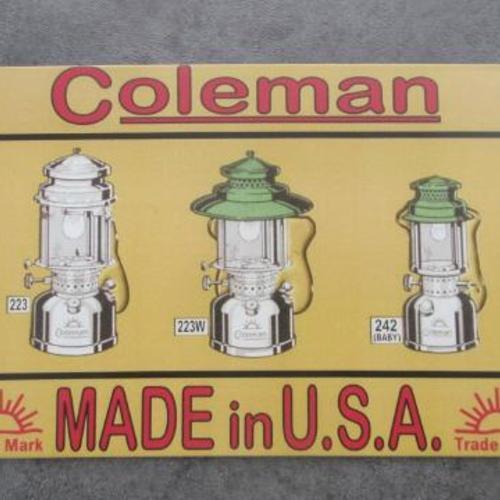 Coleman
223
223W
242
(BABY)
Coleman
Coleman
Coleman
MADE in U.S.A.
Mark
Trade